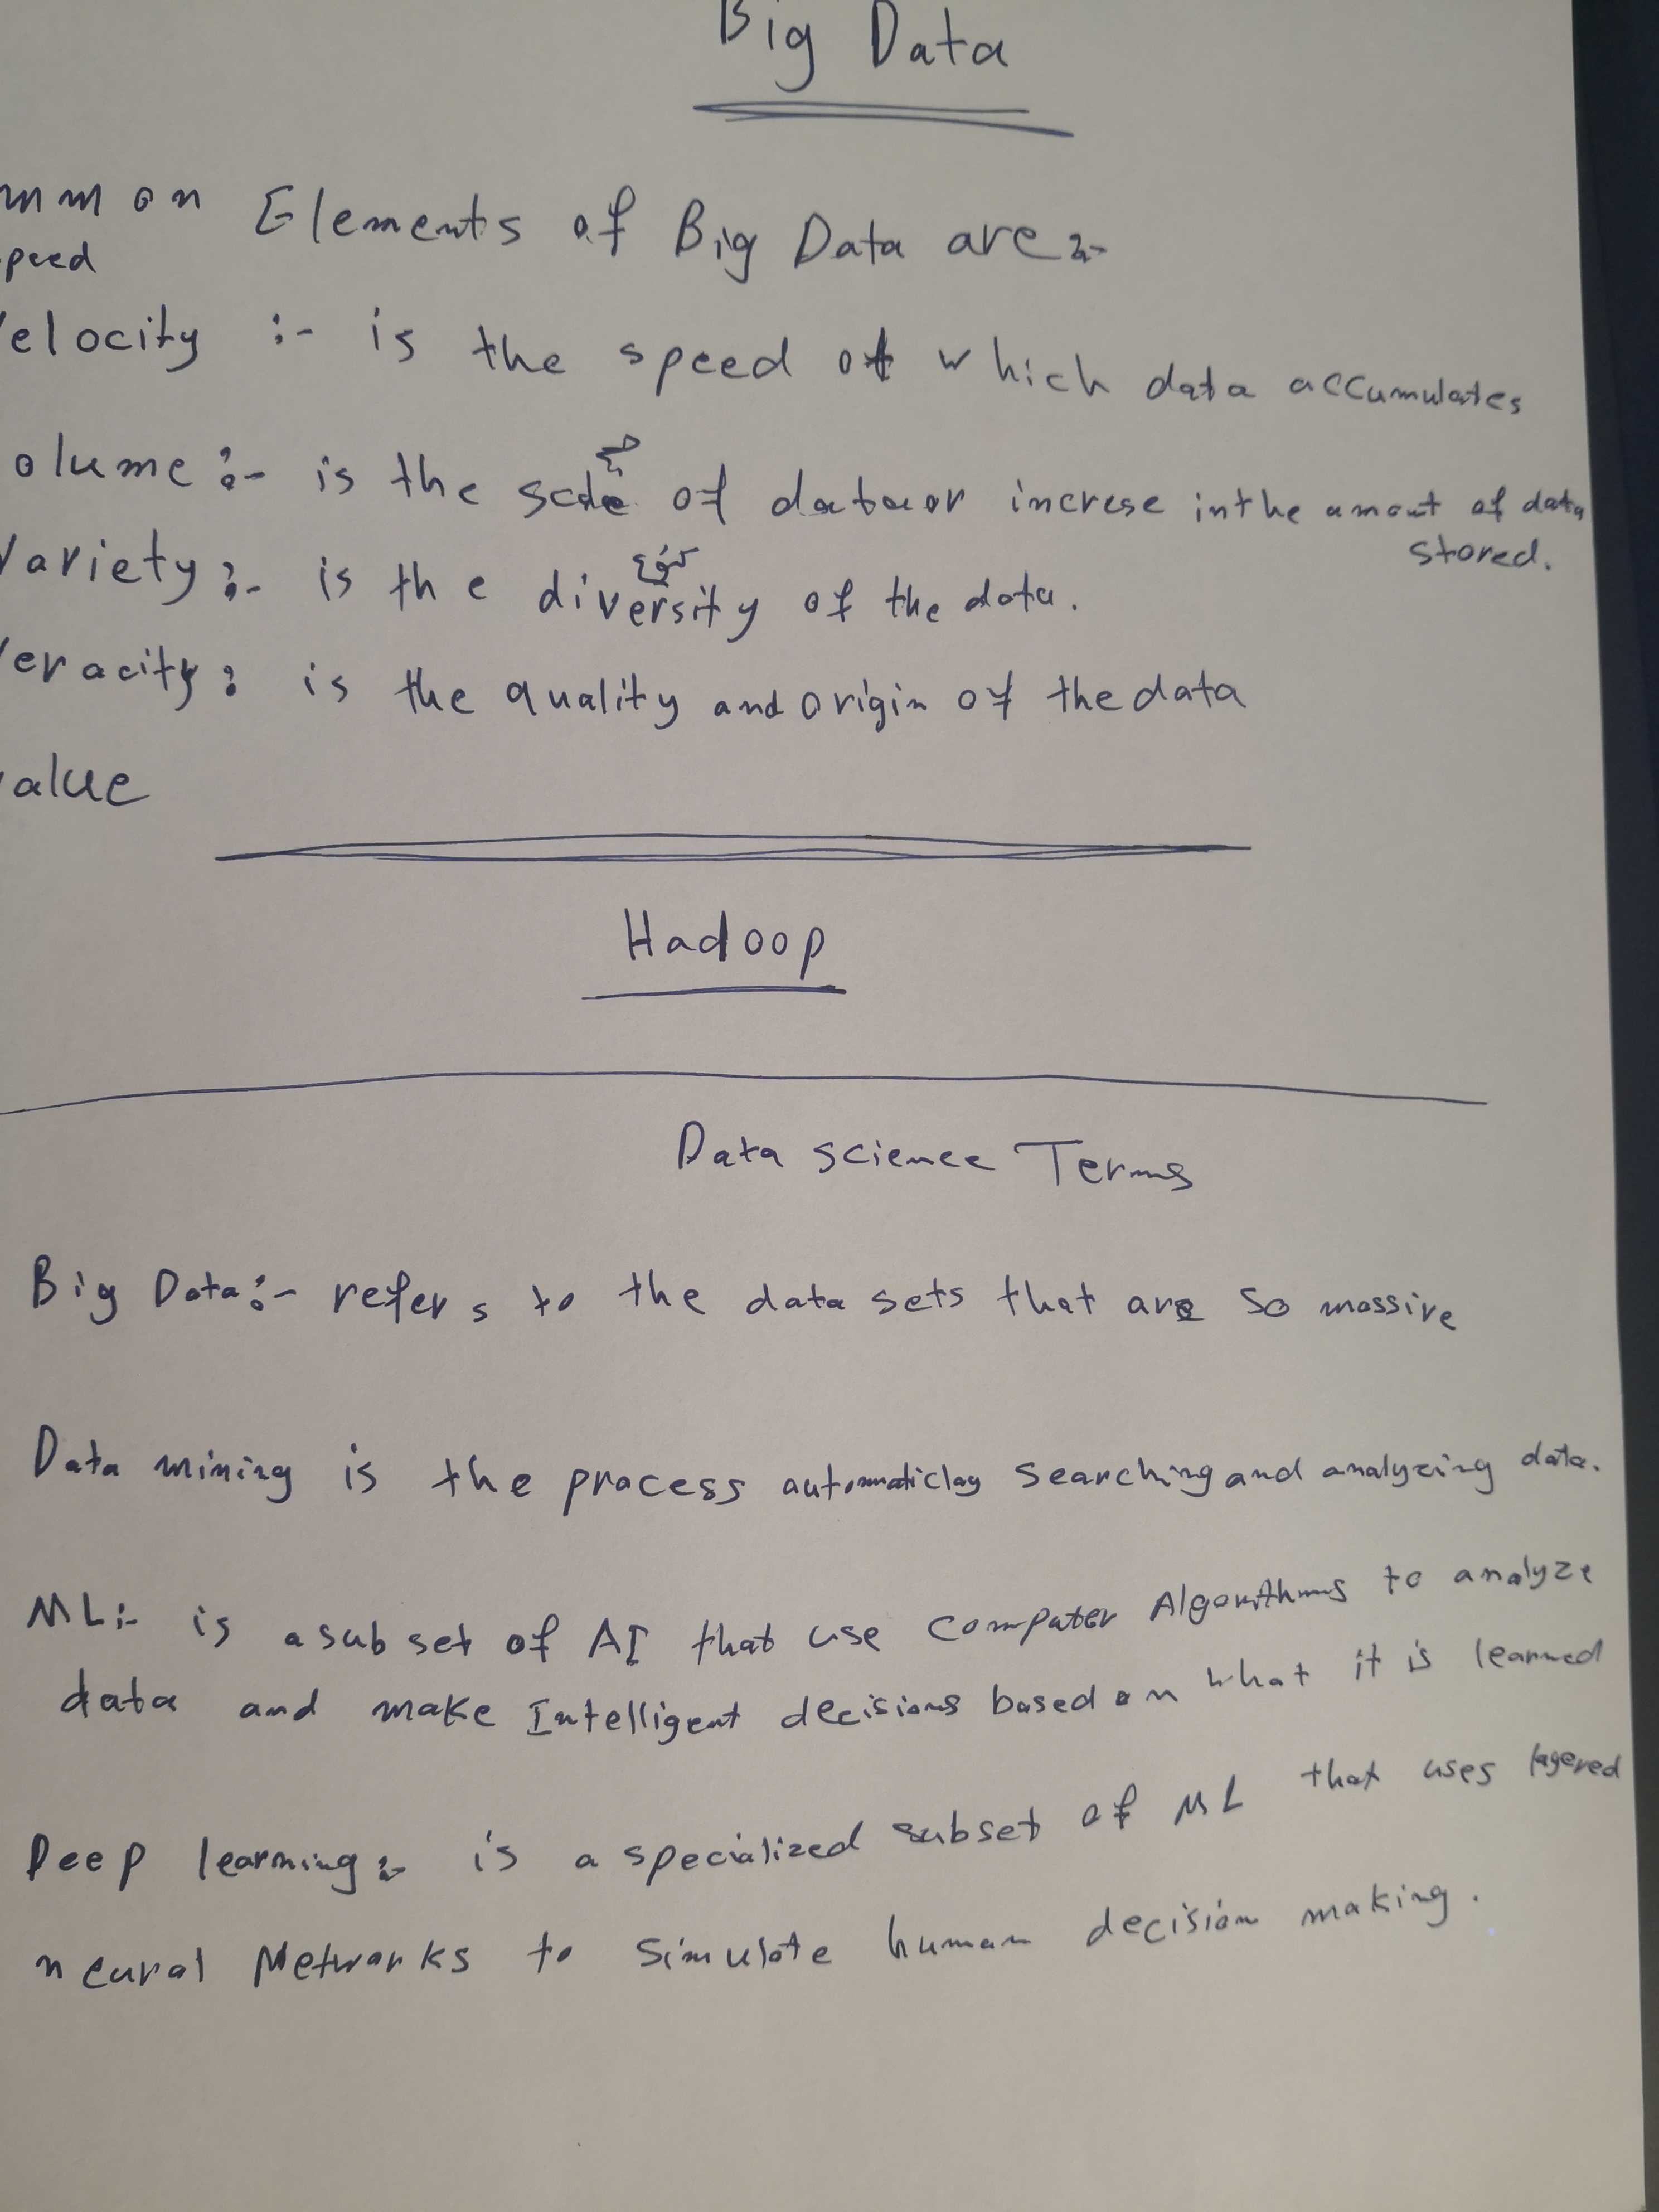 Big Data
mmon Elements of Big Data are:-
peed
elocity :- is the speed of which data accumulates
olume :- is the scale of data or increse in the amout of data
stored.
تنوع
Variety :- is the diversity of the data.
eracity : is the quality and origin of the data
alue
Hadoop
Data science Terms
Big Data :- refers to the data sets that are so massive
Data mining is the process automaticlay searching and analyzing data.
ML :- is a subset of AI that use computer Algorithms to analyze
data and make Intelligent decisions based on what it is learned
Deep learning :- is a specialized subset of ML that uses layered
neural Networks to simulate human decision making.